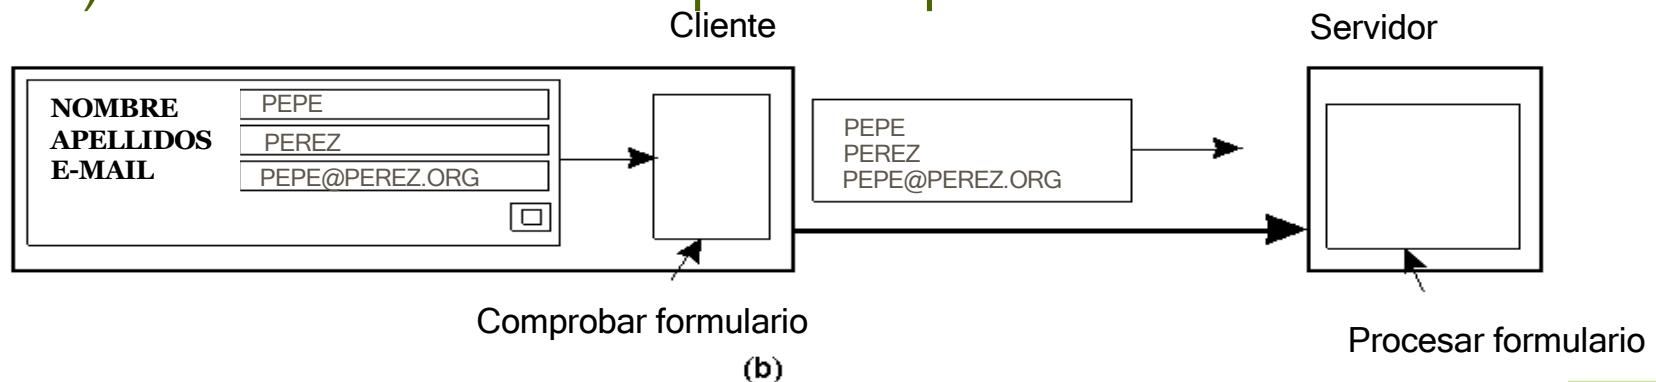 Cliente
Servidor
NOMBRE PEPE
APELLIDOS PEREZ
E-MAIL PEPE@PEREZ.ORG
PEPE
PEREZ
PEPE@PEREZ.ORG
Comprobar formulario
Procesar formulario
(b)